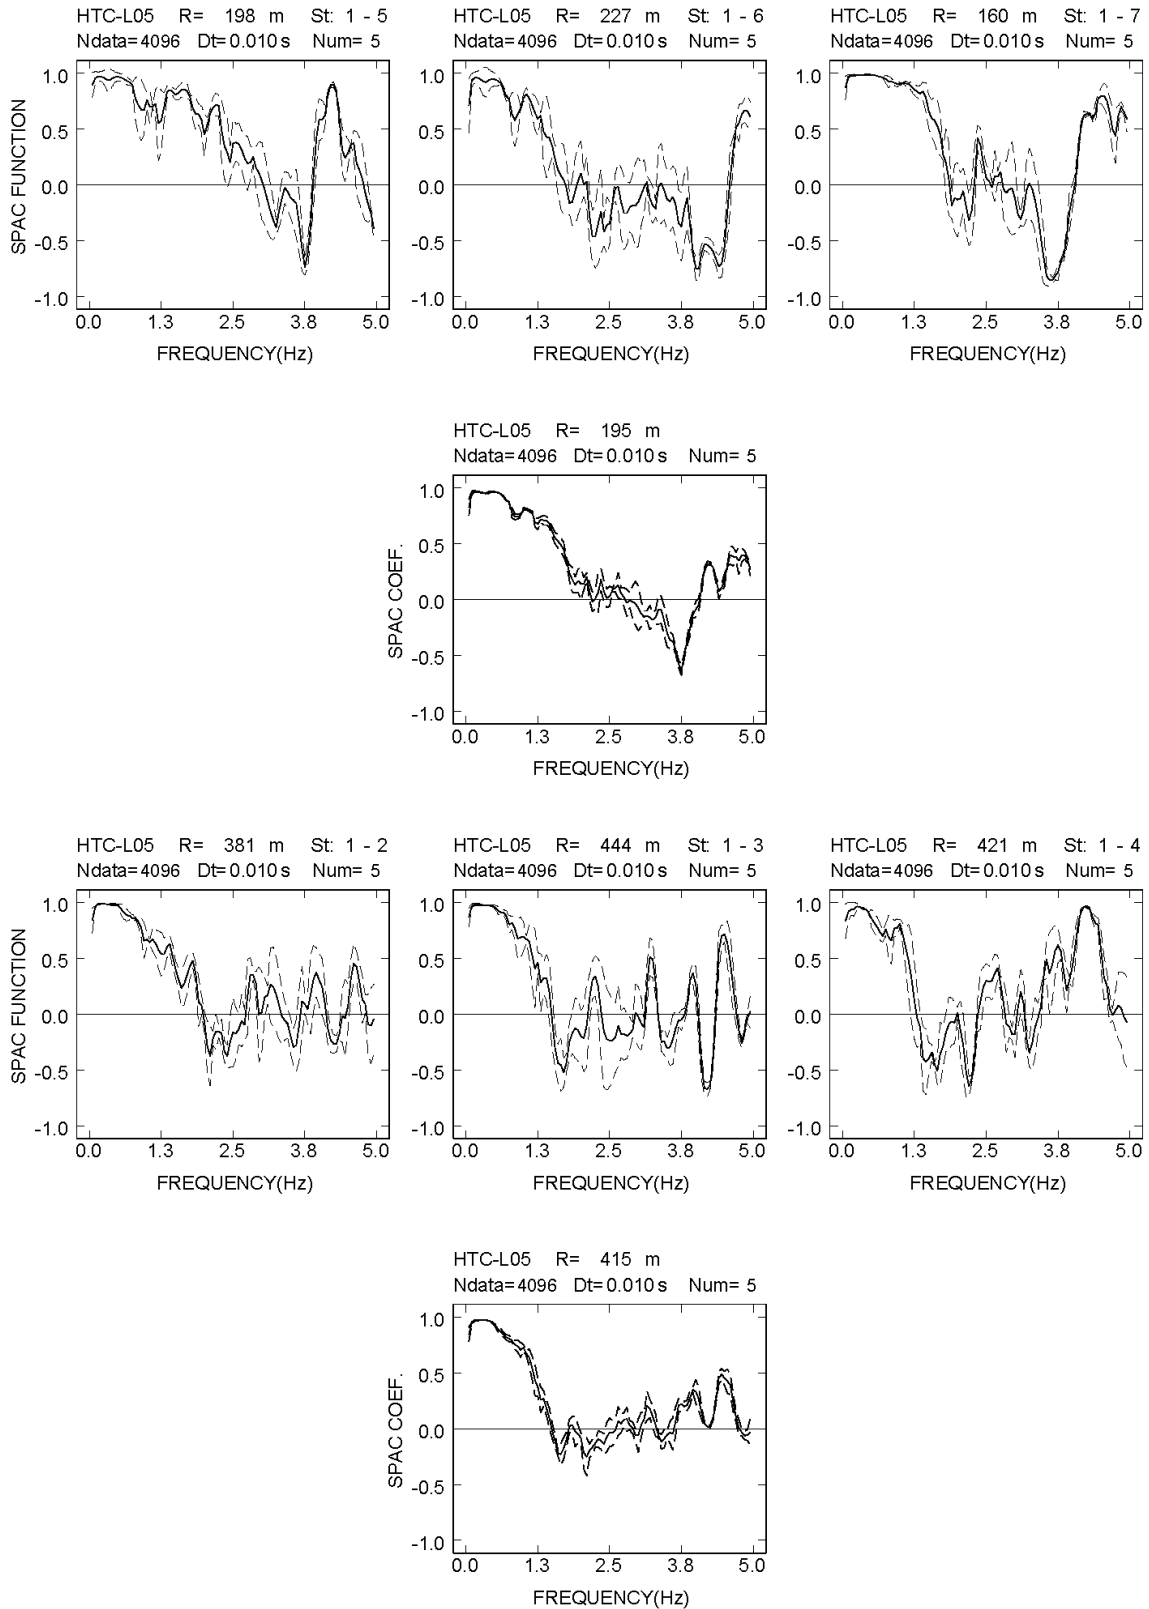 HTC-L05 R= 198 m St: 1 - 5
Ndata=4096 Dt=0.010 s Num= 5
SPAC FUNCTION
1.0
0.5
0.0
-0.5
-1.0
0.0 1.3 2.5 3.8 5.0
FREQUENCY(Hz)
HTC-L05 R= 227 m St: 1 - 6
Ndata=4096 Dt=0.010 s Num= 5
1.0
0.5
0.0
-0.5
-1.0
0.0 1.3 2.5 3.8 5.0
FREQUENCY(Hz)
HTC-L05 R= 160 m St: 1 - 7
Ndata=4096 Dt=0.010 s Num= 5
1.0
0.5
0.0
-0.5
-1.0
0.0 1.3 2.5 3.8 5.0
FREQUENCY(Hz)
HTC-L05 R= 195 m
Ndata=4096 Dt=0.010 s Num= 5
SPAC COEF.
1.0
0.5
0.0
-0.5
-1.0
0.0 1.3 2.5 3.8 5.0
FREQUENCY(Hz)
HTC-L05 R= 381 m St: 1 - 2
Ndata=4096 Dt=0.010 s Num= 5
SPAC FUNCTION
1.0
0.5
0.0
-0.5
-1.0
0.0 1.3 2.5 3.8 5.0
FREQUENCY(Hz)
HTC-L05 R= 444 m St: 1 - 3
Ndata=4096 Dt=0.010 s Num= 5
1.0
0.5
0.0
-0.5
-1.0
0.0 1.3 2.5 3.8 5.0
FREQUENCY(Hz)
HTC-L05 R= 421 m St: 1 - 4
Ndata=4096 Dt=0.010 s Num= 5
1.0
0.5
0.0
-0.5
-1.0
0.0 1.3 2.5 3.8 5.0
FREQUENCY(Hz)
HTC-L05 R= 415 m
Ndata=4096 Dt=0.010 s Num= 5
SPAC COEF.
1.0
0.5
0.0
-0.5
-1.0
0.0 1.3 2.5 3.8 5.0
FREQUENCY(Hz)